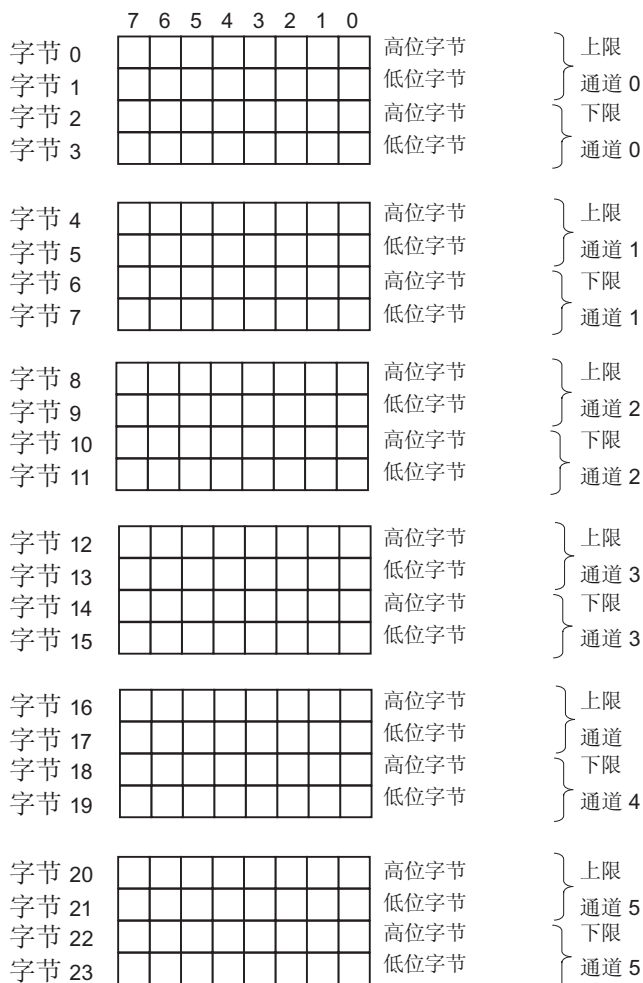 7 6 5 4 3 2 1 0
字节 0 高位字节 上限
字节 1 低位字节 通道 0
字节 2 高位字节 下限
字节 3 低位字节 通道 0
字节 4 高位字节 上限
字节 5 低位字节 通道 1
字节 6 高位字节 下限
字节 7 低位字节 通道 1
字节 8 高位字节 上限
字节 9 低位字节 通道 2
字节 10 高位字节 下限
字节 11 低位字节 通道 2
字节 12 高位字节 上限
字节 13 低位字节 通道 3
字节 14 高位字节 下限
字节 15 低位字节 通道 3
字节 16 高位字节 上限
字节 17 低位字节 通道
字节 18 高位字节 下限
字节 19 低位字节 通道 4
字节 20 高位字节 上限
字节 21 低位字节 通道 5
字节 22 高位字节 下限
字节 23 低位字节 通道 5